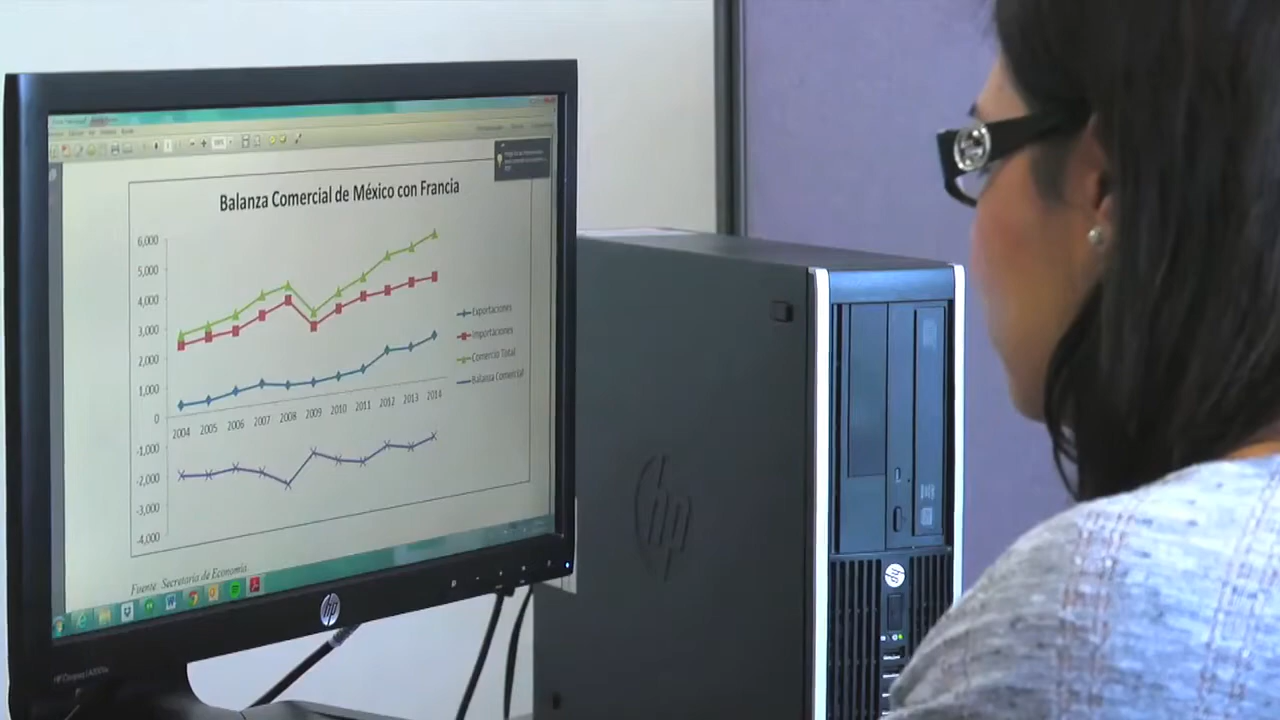 Balanza Comercial de México con Francia
6,000
5,000
4,000
3,000
2,000
1,000
0
-1,000
-2,000
-3,000
-4,000
2004 2005 2006 2007 2008 2009 2010 2011 2012 2013 2014
Exportaciones
Importaciones
Comercio Total
Balanza Comercial
Fuente: Secretaría de Economía
hp
hp
hp